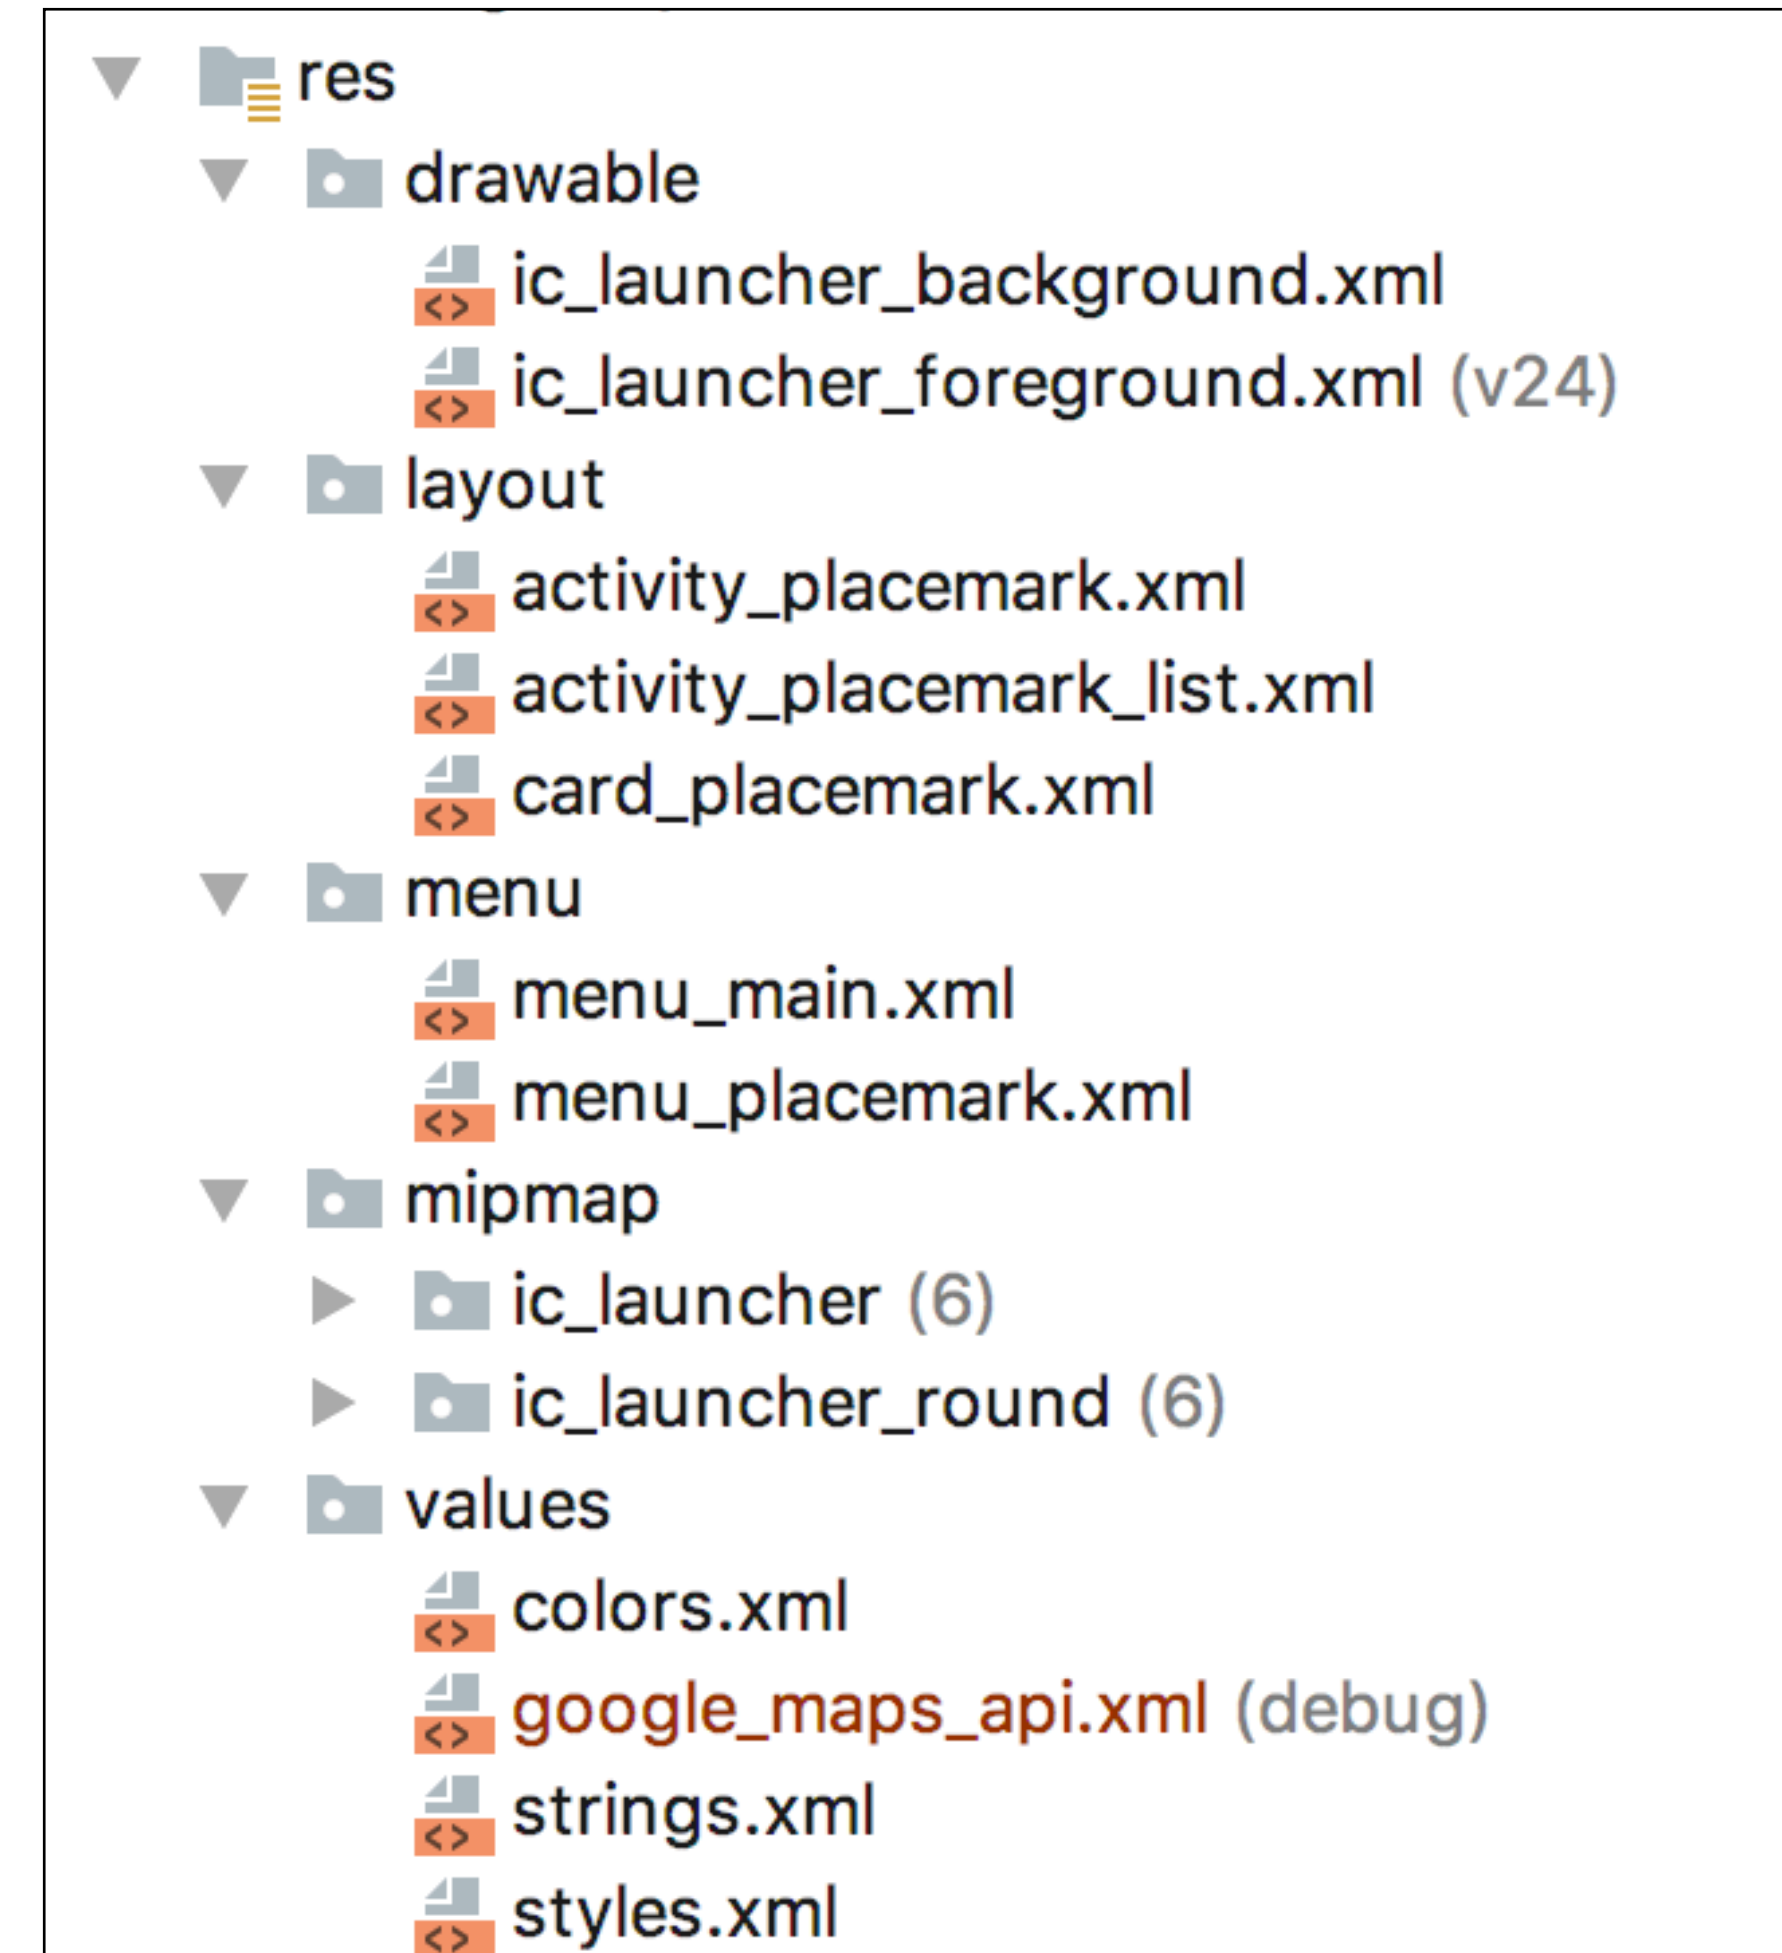 res
drawable
ic_launcher_background.xml
ic_launcher_foreground.xml (v24)
layout
activity_placemark.xml
activity_placemark_list.xml
card_placemark.xml
menu
menu_main.xml
menu_placemark.xml
mipmap
ic_launcher (6)
ic_launcher_round (6)
values
colors.xml
google_maps_api.xml (debug)
strings.xml
styles.xml